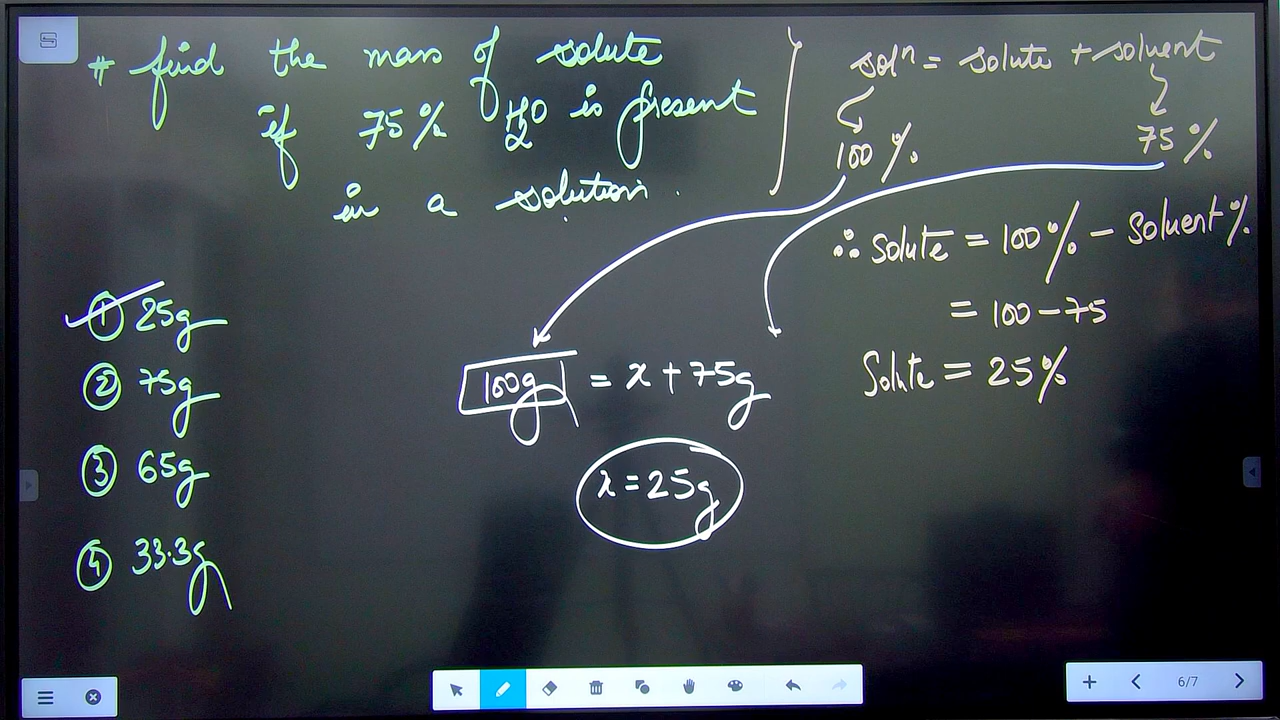 # find the mass of solute
if 75% H2O is present
in a solution.
① 25g
② 75g
③ 65g
④ 33.3g
solⁿ = solute + solvent
100% 75%
∴ solute = 100% - solvent%
= 100 - 75
Solute = 25%
100g = x + 75g
x = 25g
6/7